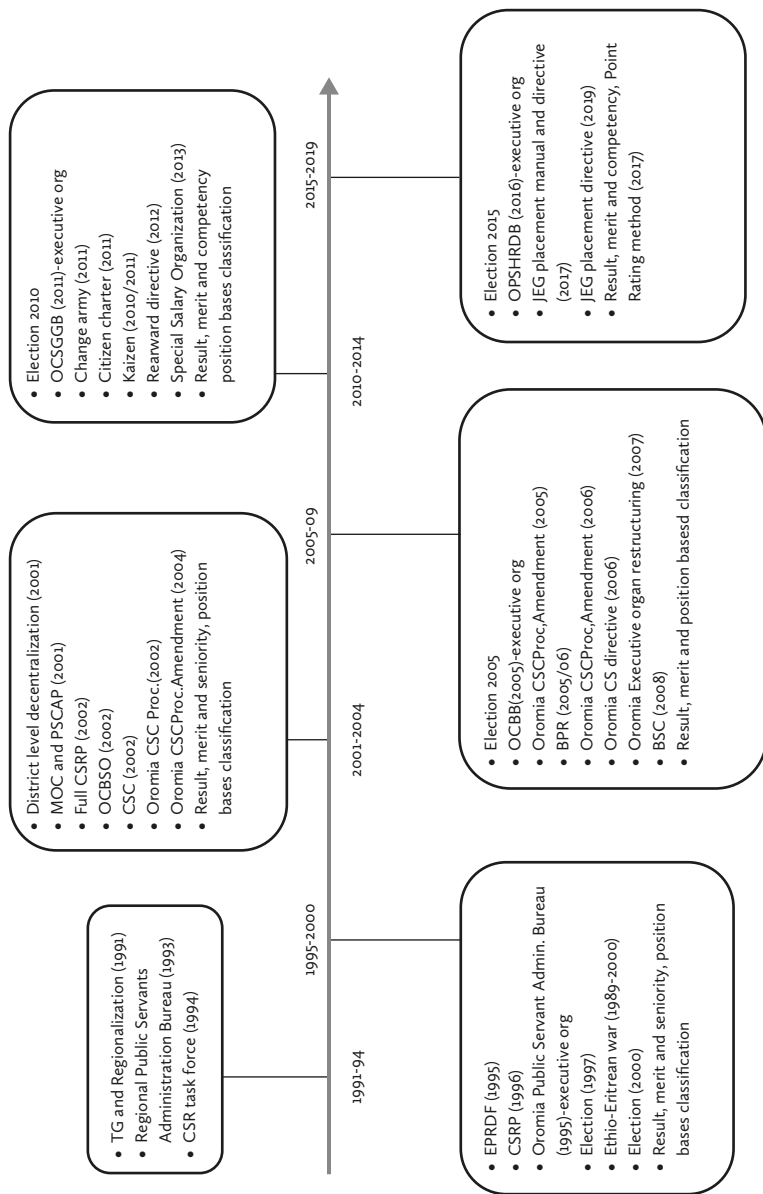 • TG and Regionalization (1991)
• Regional Public Servants
Administration Bureau (1993)
• CSR task force (1994)
1991-94
1995-2000
• EPRDF (1995)
• CSRP (1996)
• Oromia Public Servant Admin. Bureau
(1995)-executive org
• Election (1997)
• Ethio-Eritrean war (1989-2000)
• Election (2000)
• Result, merit and seniority, position
bases classification
• District level decentralization (2001)
• MOC and PSCAP (2001)
• Full CSRP (2002)
• OCBSO (2002)
• CSC (2002)
• Oromia CSC Proc.(2002)
• Oromia CSCProc.Amendment (2004)
• Result, merit and seniority, position
bases classification
2001-2004
2005-09
• Election 2005
• OCBB(2005)-executive org
• Oromia CSCProc,Amendment (2005)
• BPR (2005/06)
• Oromia CSCProc,Amendment (2006)
• Oromia CS directive (2006)
• Oromia Executive organ restructuring (2007)
• BSC (2008)
• Result, merit and position basesd classification
• Election 2010
• OCSGGB (2011)-executive org
• Change army (2011)
• Citizen charter (2011)
• Kaizen (2010/2011)
• Rearward directive (2012)
• Special Salary Organization (2013)
• Result, merit and competency
position bases classification
2010-2014
2015-2019
• Election 2015
• OPSHRDB (2016)-executive org
• JEG placement manual and directive
(2017)
• JEG placement directive (2019)
• Result, merit and competency, Point
Rating method (2017)